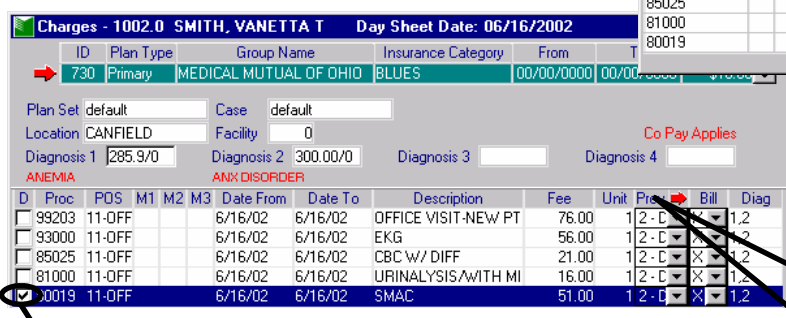 85025
81000
80019
Charges - 1002.0 SMITH, VANETTA T Day Sheet Date: 06/16/2002
ID Plan Type Group Name Insurance Category From
730 Primary MEDICAL MUTUAL OF OHIO BLUES 00/00/0000
Plan Set default Case default
Location CANFIELD Facility 0 Co Pay Applies
Diagnosis 1 285.9/0 Diagnosis 2 300.00/0 Diagnosis 3 Diagnosis 4
ANEMIA ANX DISORDER
D Proc POS M1 M2 M3 Date From Date To Description Fee Unit Prov Bill Diag
99203 11-OFF 6/16/02 6/16/02 OFFICE VISIT-NEW PT 76.00 1 2 - D 1,2
93000 11-OFF 6/16/02 6/16/02 EKG 56.00 1 2 - D X 1,2
85025 11-OFF 6/16/02 6/16/02 CBC W/ DIFF 21.00 1 2 - D X 1,2
81000 11-OFF 6/16/02 6/16/02 URINALYSIS/WITH MI 16.00 1 2 - D X 1,2
80019 11-OFF 6/16/02 6/16/02 SMAC 51.00 1 2 - D X 1,2